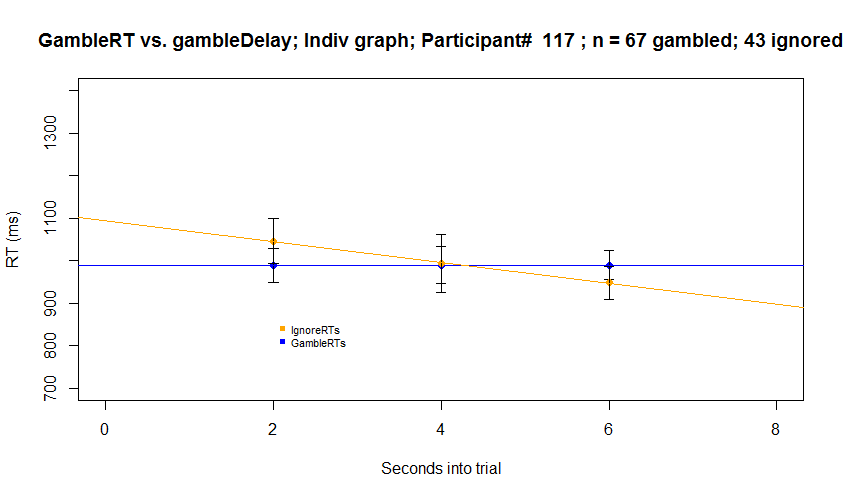 GambleRT vs. gambleDelay; Indiv graph; Participant#  117 ; n = 67 gambled; 43 ignored
RT (ms)
1300
1100
900
800
700
IgnoreRTs
GambleRTs
0 2 4 6 8
Seconds into trial